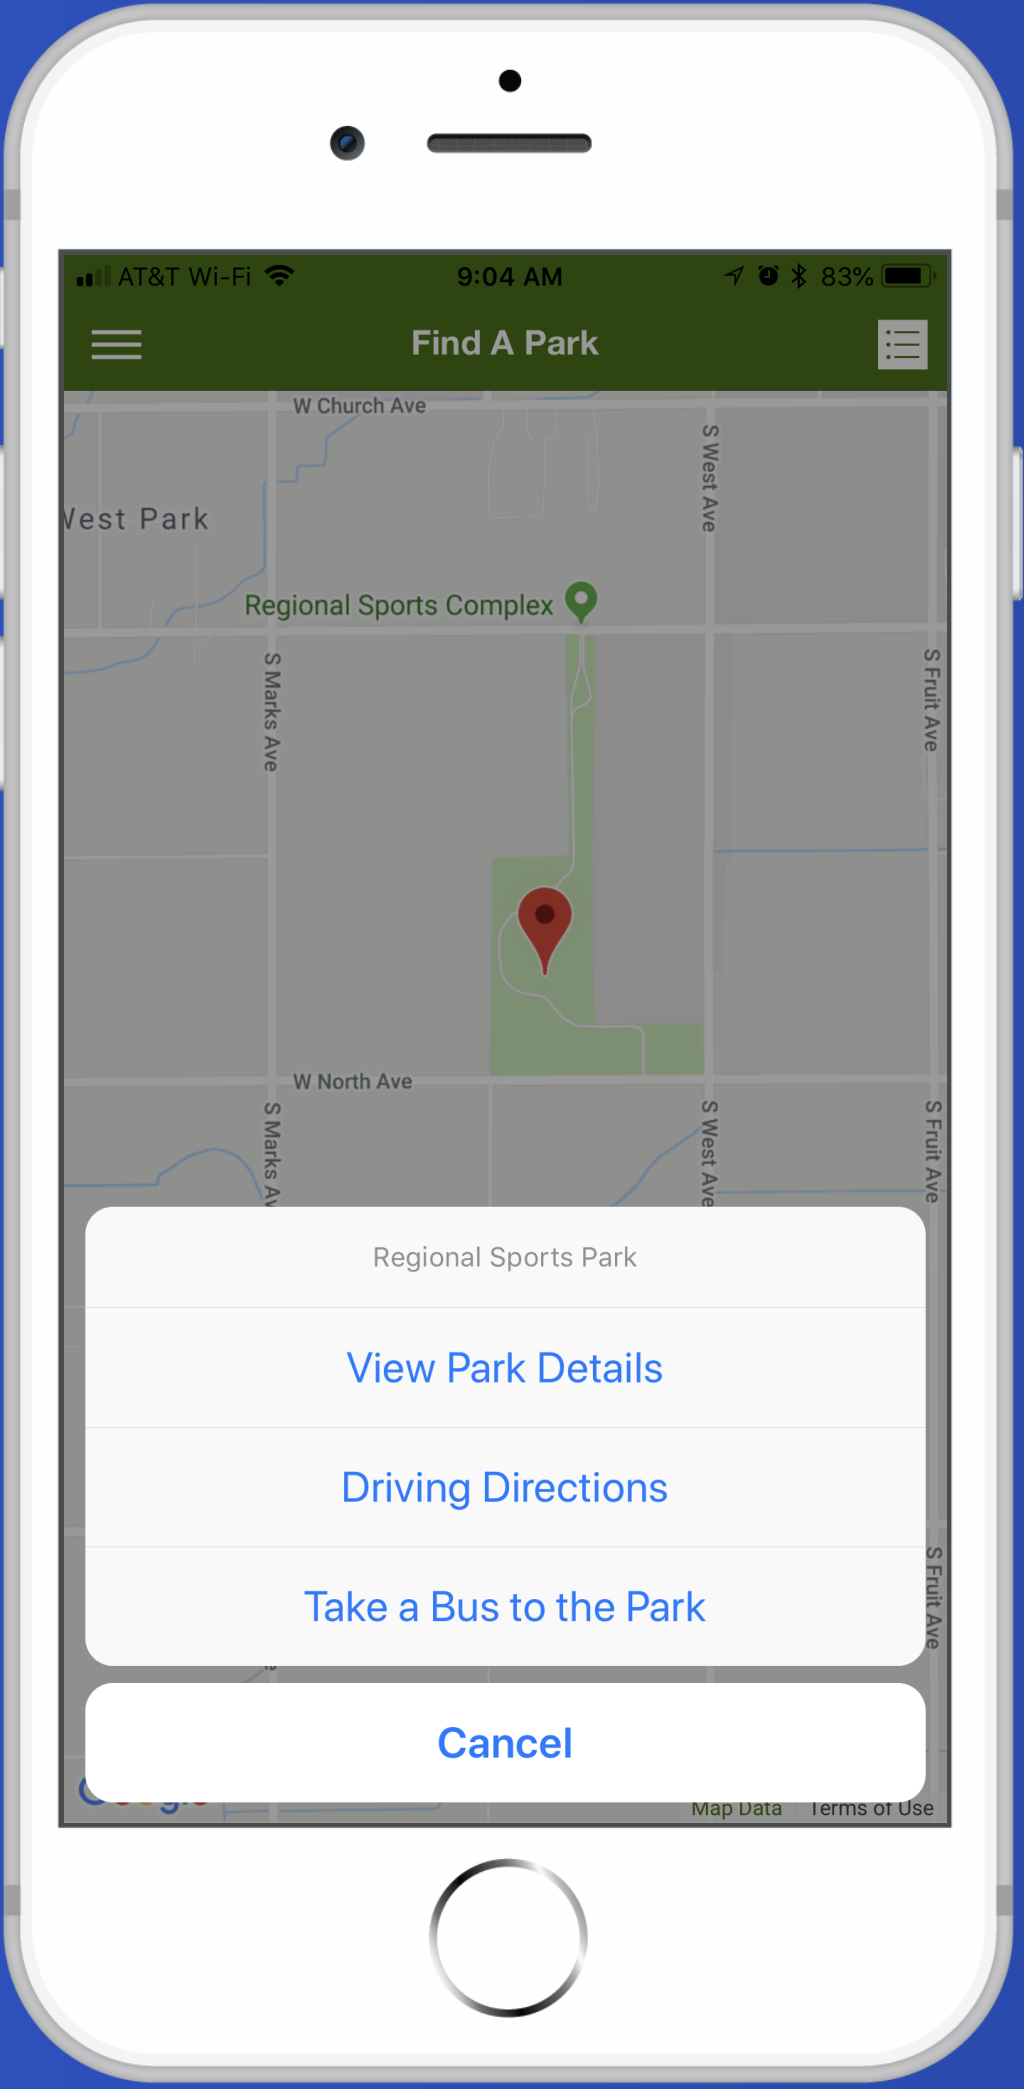 AT&T Wi-Fi 9:04 AM 83%
Find A Park
W Church Ave
S West Ave
West Park
Regional Sports Complex
S Marks Ave
S Fruit Ave
W North Ave
S Marks Av
S West Ave
S Fruit Ave
Regional Sports Park
View Park Details
Driving Directions
Take a Bus to the Park
S Fruit Ave
Cancel
Google
Map Data Terms of Use